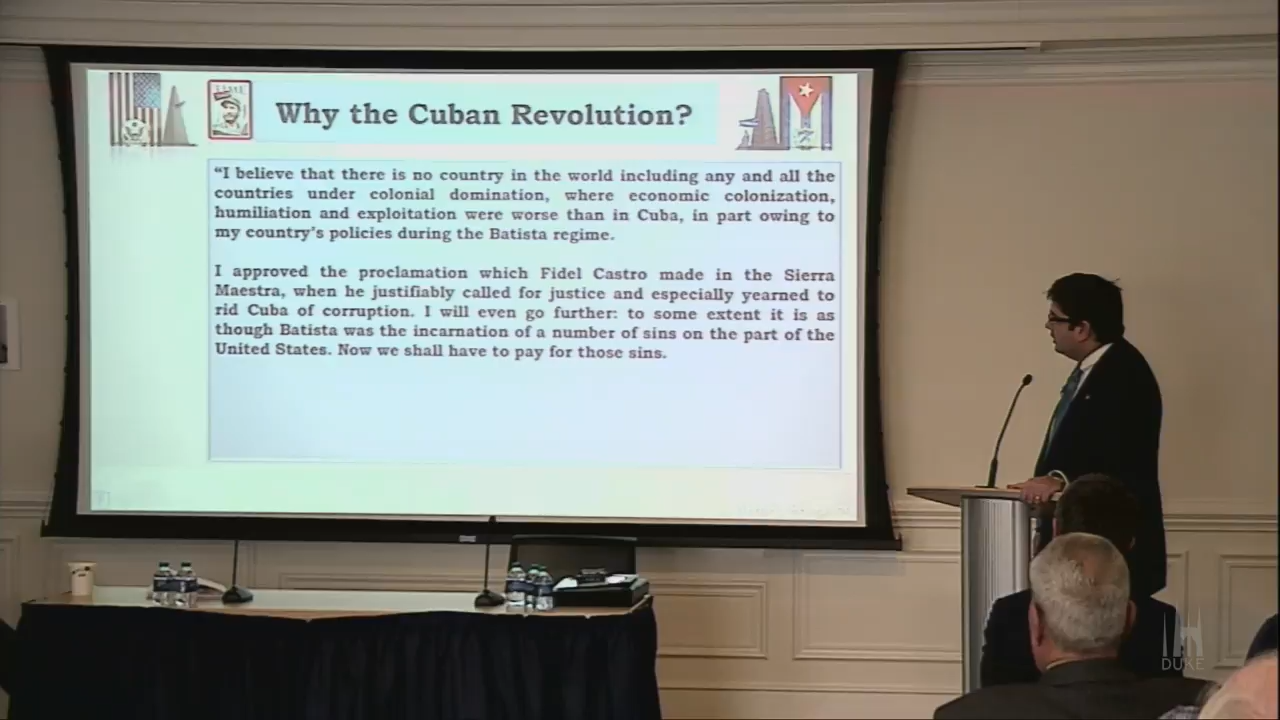 TIME
Why the Cuban Revolution?
“I believe that there is no country in the world including any and all the
countries under colonial domination, where economic colonization,
humiliation and exploitation were worse than in Cuba, in part owing to
my country's policies during the Batista regime.
I approved the proclamation which Fidel Castro made in the Sierra
Maestra, when he justifiably called for justice and especially yearned to
rid Cuba of corruption. I will even go further: to some extent it is as
though Batista was the incarnation of a number of sins on the part of the
United States. Now we shall have to pay for those sins.
DUKE